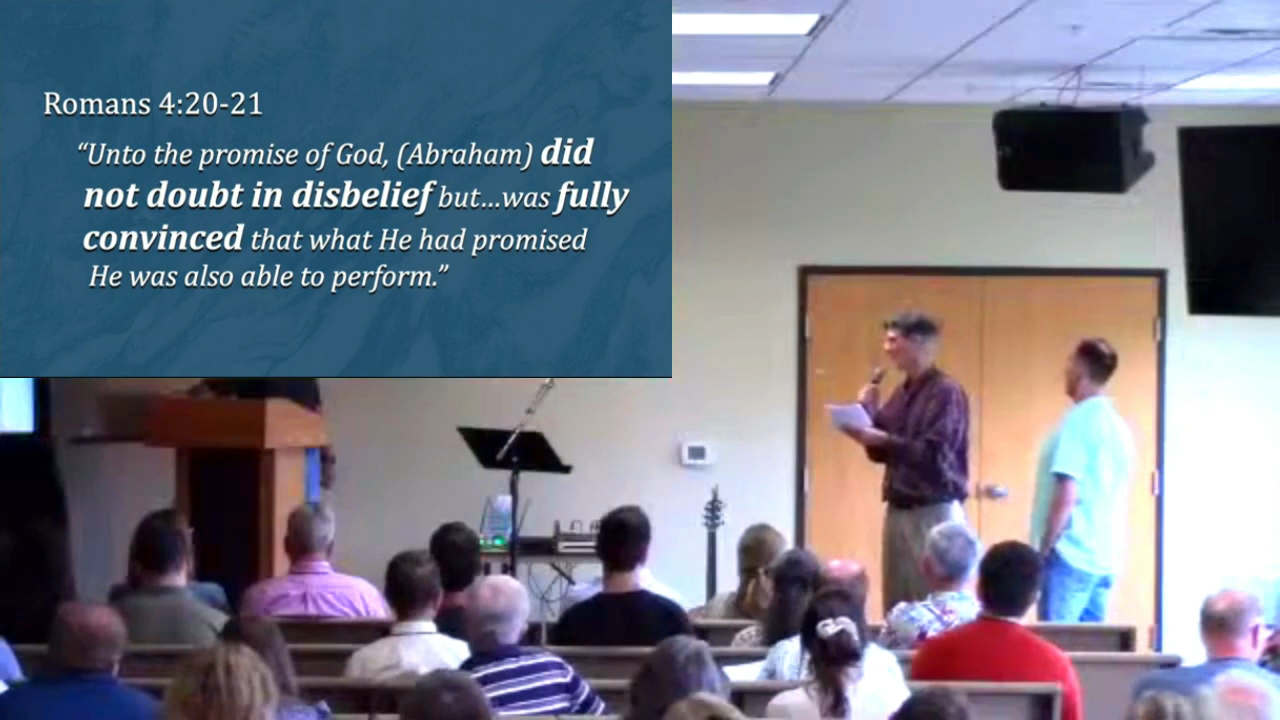 Romans 4:20-21
“Unto the promise of God, (Abraham) did
not doubt in disbelief but...was fully
convinced that what He had promised
He was also able to perform.”